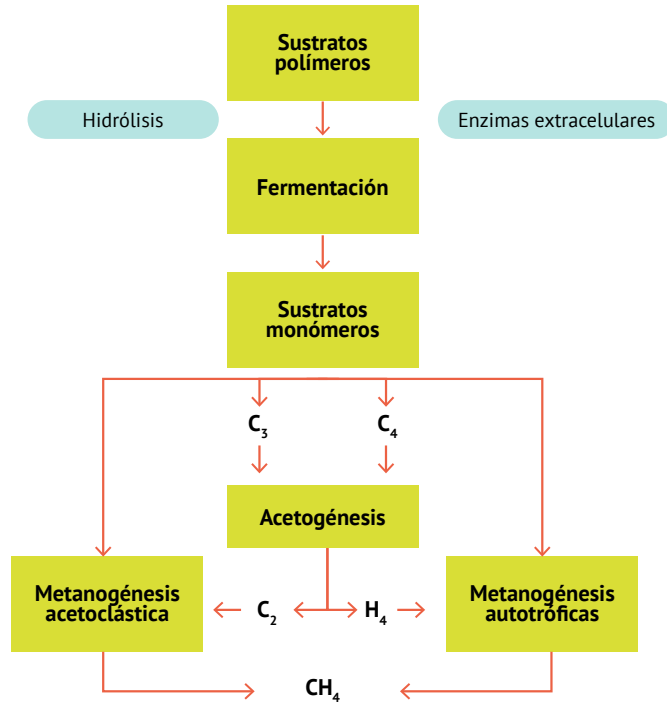 Sustratos
polímeros
Hidrólisis
Enzimas extracelulares
Fermentación
Sustratos
monómeros
C₃
C₄
Acetogénesis
Metanogénesis
acetoclástica
C₂
H₄
Metanogénesis
autotróficas
CH₄